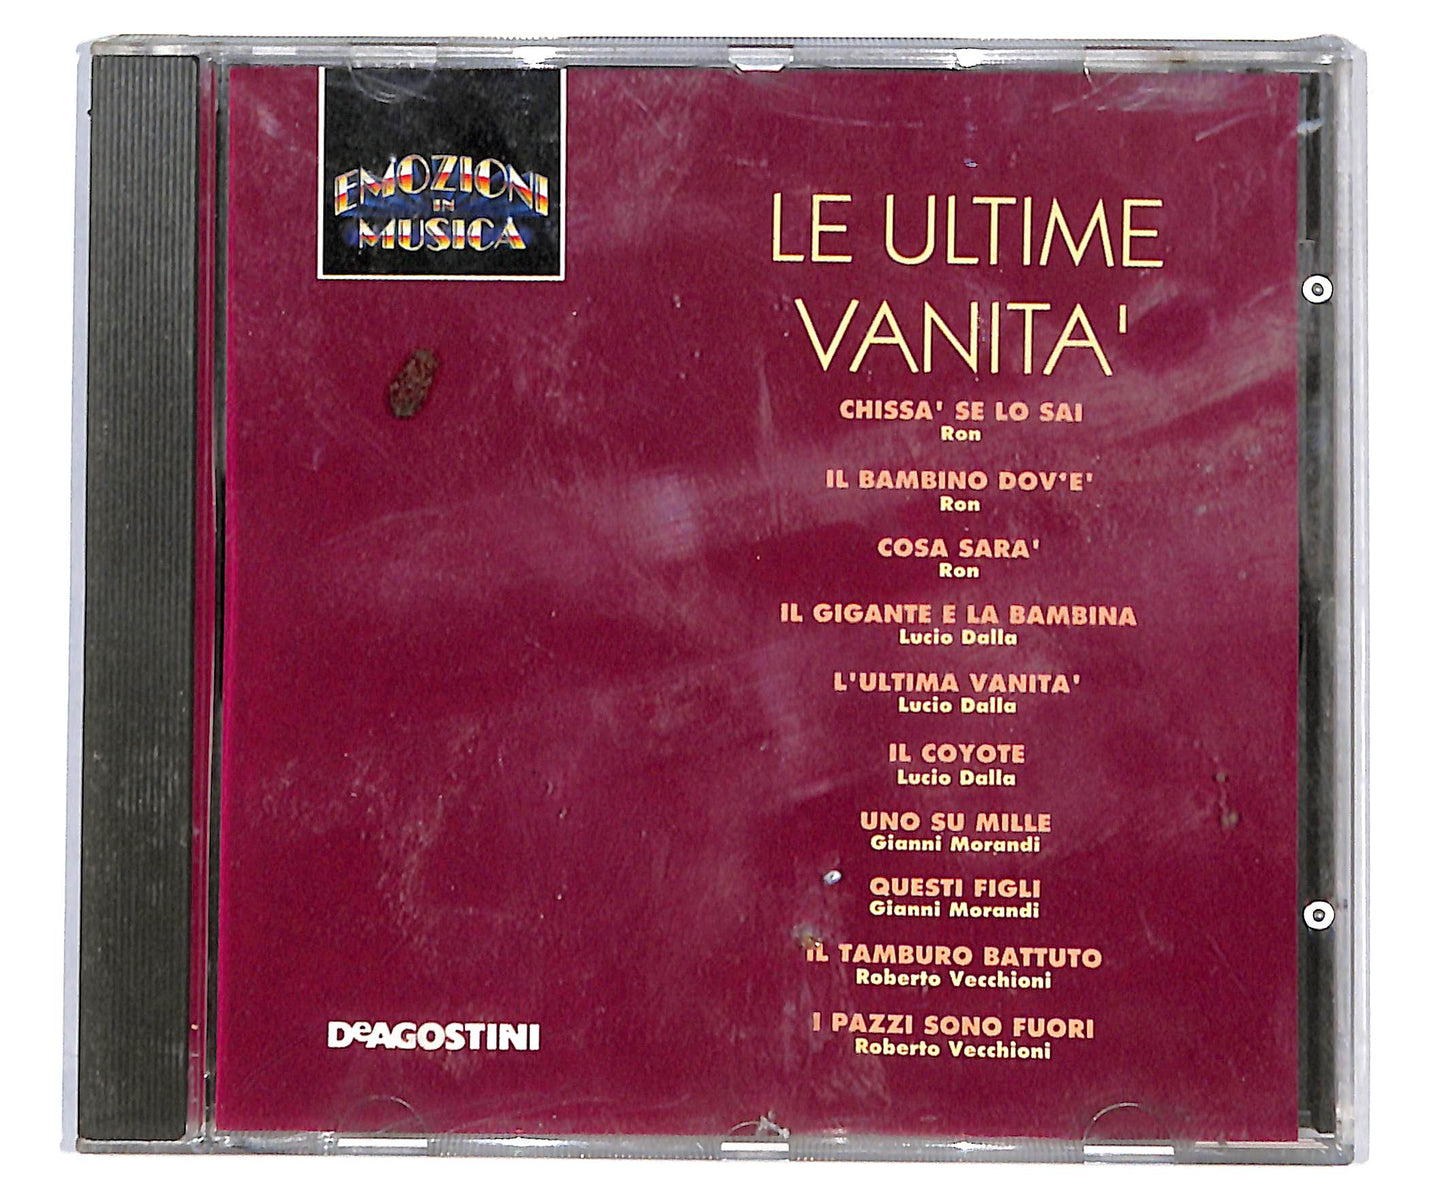 EMOZIONI
IN
MUSICA
LE ULTIME
VANITA'
CHISSA' SE LO SAI
Ron
IL BAMBINO DOV'E'
Ron
COSA SARA'
Ron
IL GIGANTE E LA BAMBINA
Lucio Dalla
L'ULTIMA VANITA'
Lucio Dalla
IL COYOTE
Lucio Dalla
UNO SU MILLE
Gianni Morandi
QUESTI FIGLI
Gianni Morandi
IL TAMBURO BATTUTO
Roberto Vecchioni
I PAZZI SONO FUORI
Roberto Vecchioni
DeAGOSTINI